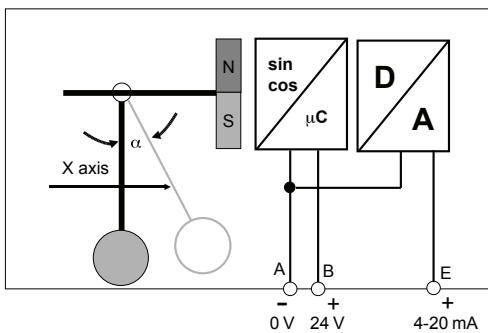 N
S
sin
cos
μC
D
A
α
X axis
A
B
E
- + +
0 V 24 V 4-20 mA